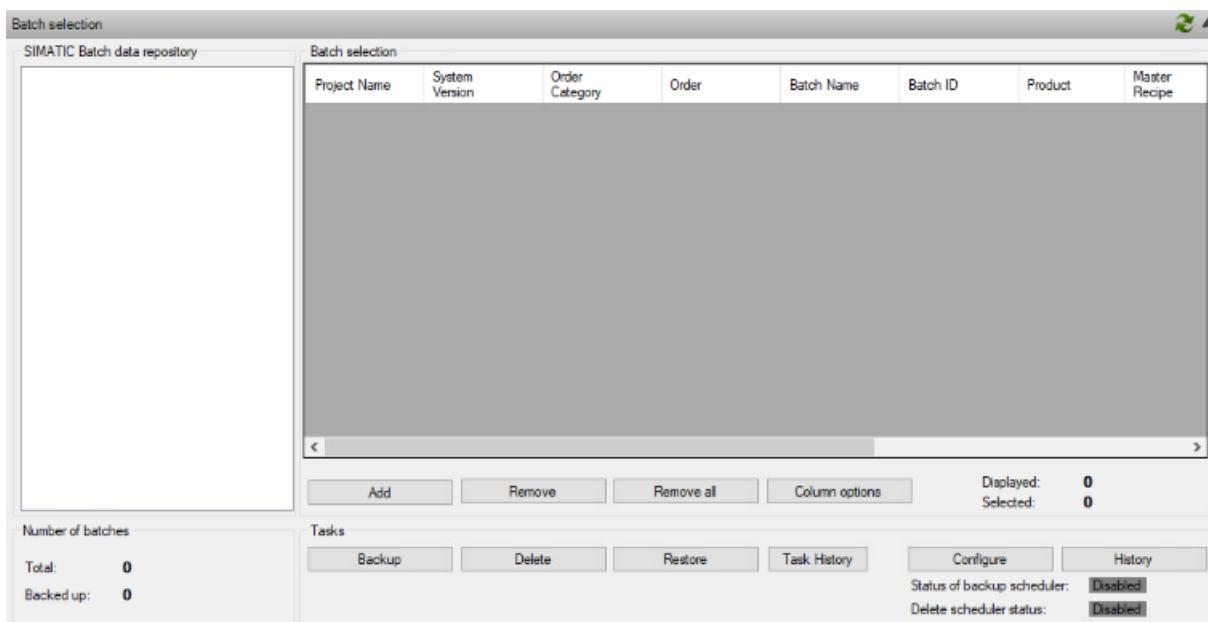 Batch selection
SIMATIC Batch data repository
Batch selection
Project Name
System Version
Order Category
Order
Batch Name
Batch ID
Product
Master Recipe
Add
Remove
Remove all
Column options
Displayed: 0
Selected: 0
Number of batches
Total: 0
Backed up: 0
Tasks
Backup
Delete
Restore
Task History
Configure
History
Status of backup scheduler: Disabled
Delete scheduler status: Disabled